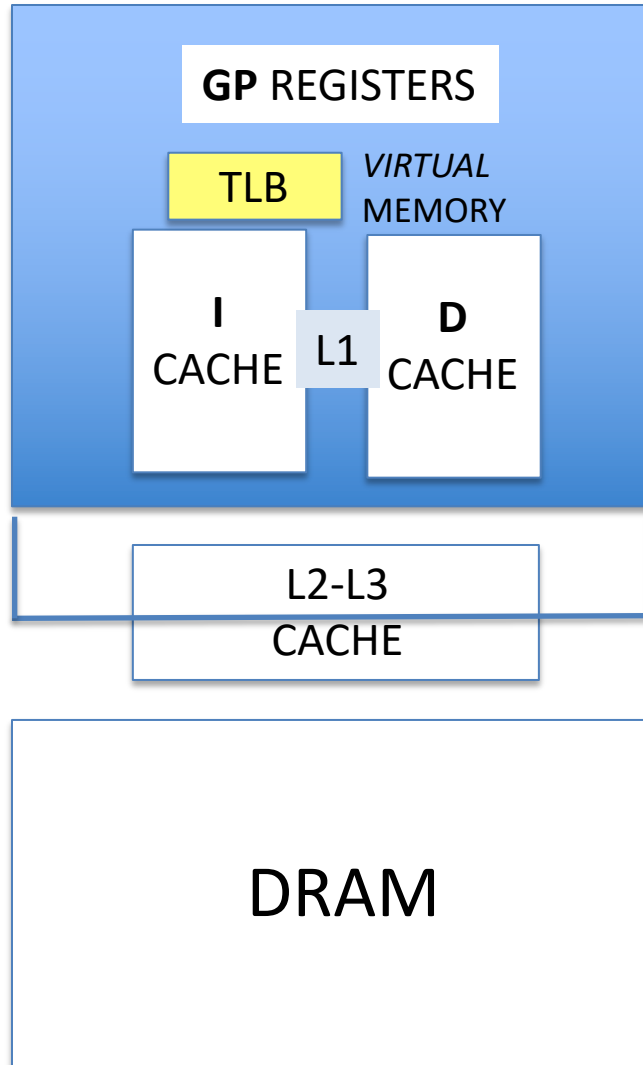 GP REGISTERS
TLB
VIRTUAL
MEMORY
I
CACHE
L1
D
CACHE
L2-L3
CACHE
DRAM